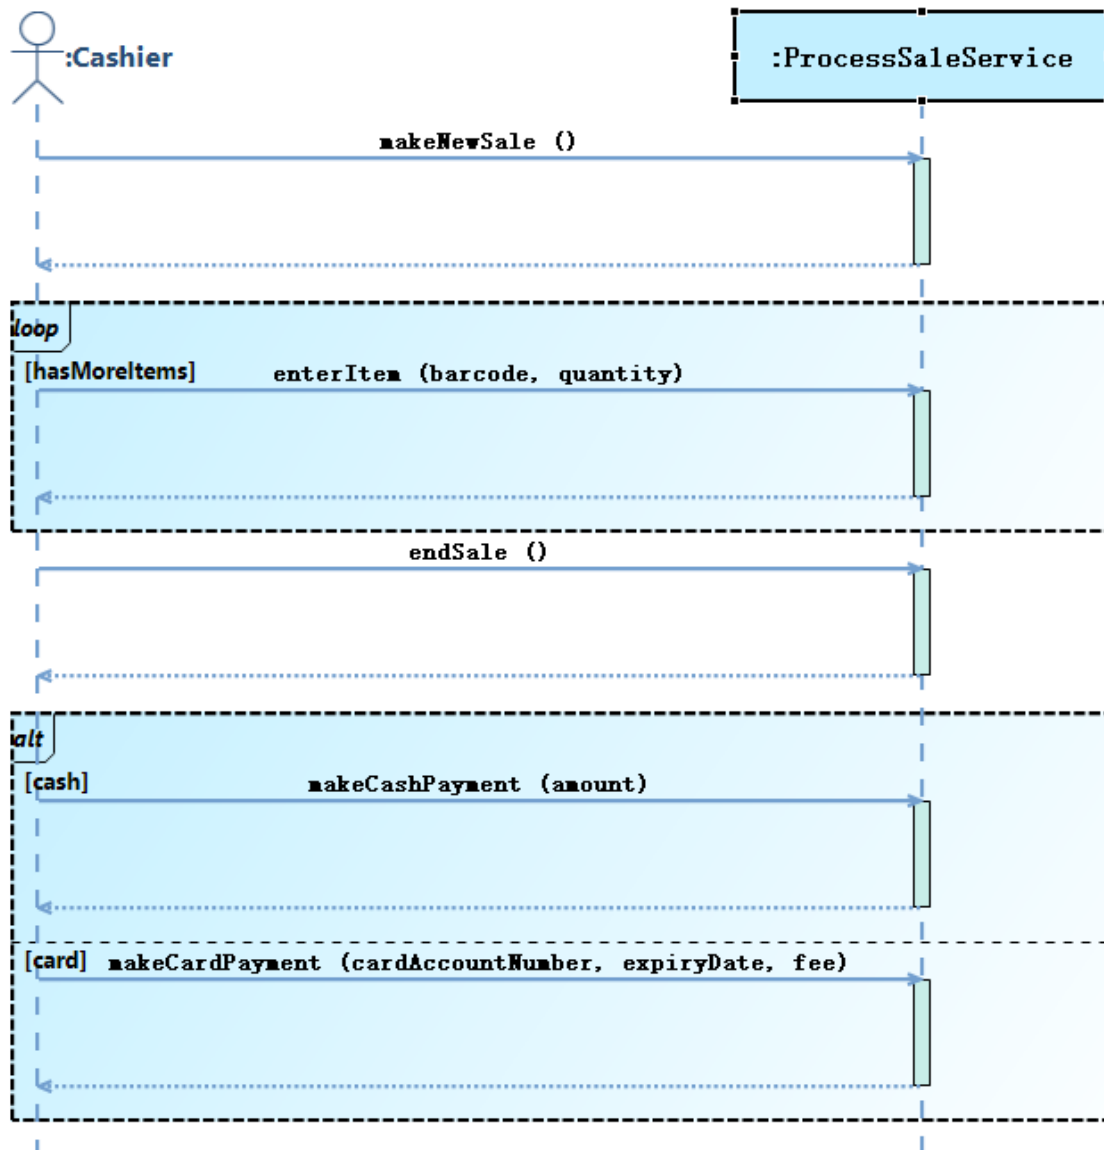 :Cashier
:ProcessSaleService
makeNewSale ()
loop
[hasMoreItems]
enterItem (barcode, quantity)
endSale ()
alt
[cash]
makeCashPayment (amount)
[card]
makeCardPayment (cardAccountNumber, expiryDate, fee)